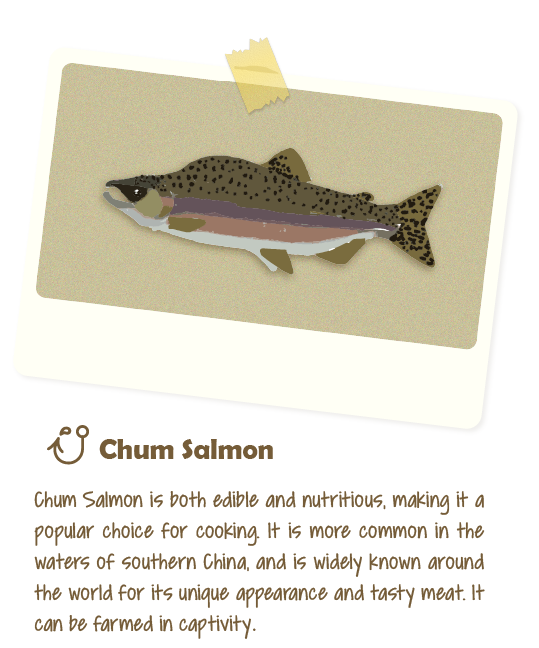 Chum Salmon
Chum Salmon is both edible and nutritious, making it a
popular choice for cooking. It is more common in the
waters of southern China, and is widely known around
the world for its unique appearance and tasty meat. It
can be farmed in captivity.